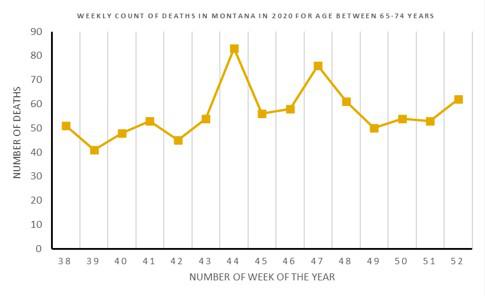 WEEKLY COUNT OF DEATHS IN MONTANA IN 2020 FOR AGE BETWEEN 65-74 YEARS
90
80
70
60
50
40
30
20
10
0
NUMBER OF DEATHS
38 39 40 41 42 43 44 45 46 47 48 49 50 51 52
NUMBER OF WEEK OF THE YEAR